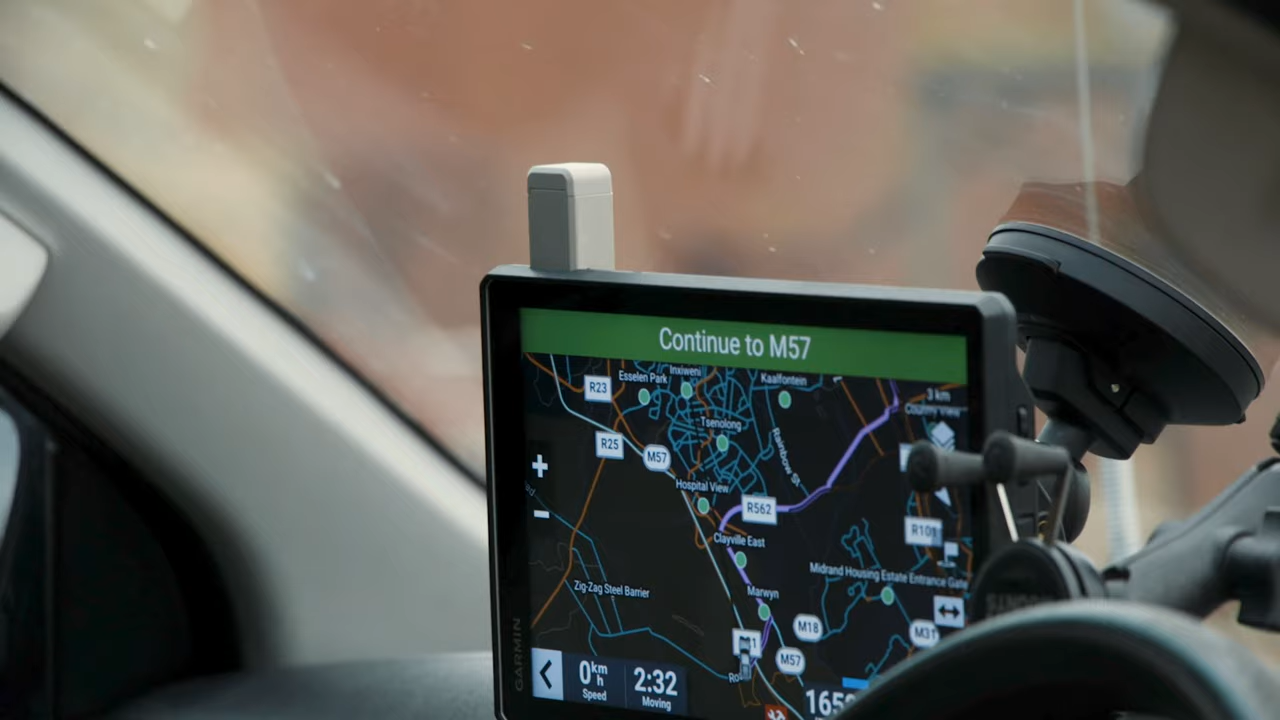 Continue to M57
3 km
R23
Esselen Park
Inxiweni
Kaalfontein
Country View
Tsenolong
R25
M57
Rainbow St
+
Hospital View
-
R562
R101
Clayville East
Zig-Zag Steel Barrier
Midrand Housing Estate Entrance Gate
Marwyn
M18
M31
M57
GARMIN
0 km h
Speed
2:32
Moving